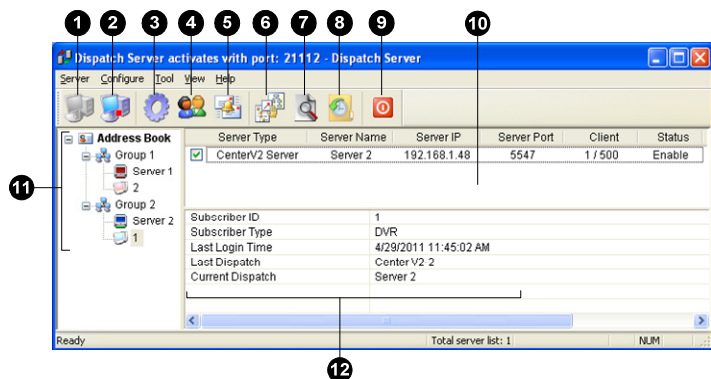 1 2 3 4 5 6 7 8 9 10
Dispatch Server activates with port: 21112 - Dispatch Server
Server Configure Tool View Help
11
Address Book
Group 1
Server 1
2
Group 2
Server 2
1
Server Type Server Name Server IP Server Port Client Status
CenterV2 Server Server 2 192.168.1.48 5547 1 / 500 Enable
Subscriber ID 1
Subscriber Type DVR
Last Login Time 4/29/2011 11:45:02 AM
Last Dispatch Center V2-2
Current Dispatch Server 2
Ready Total server list: 1 NUM
12